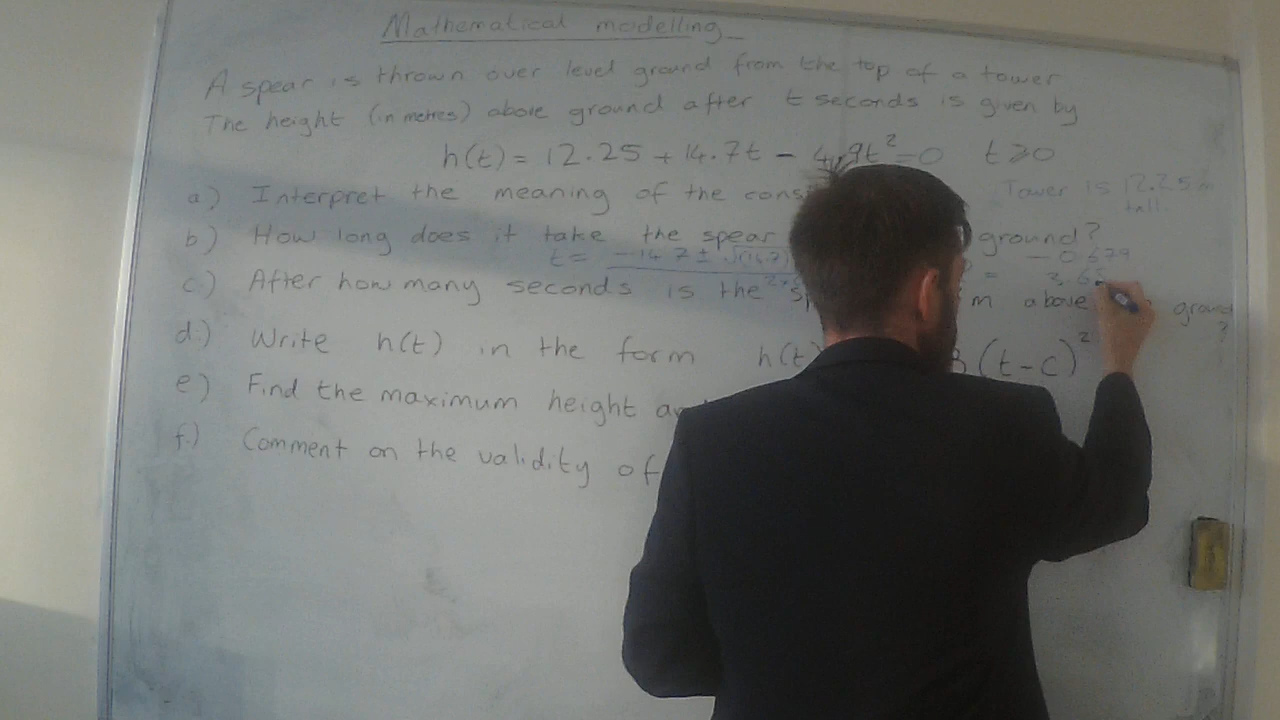 Mathematical modelling
A spear is thrown over level ground from the top of a tower
The height (in metres) above ground after t seconds is given by
h(t) = 12.25 + 14.7t - 4.9t² = 0 t ≥ 0
a) Interpret the meaning of the
Tower is 12.25m
tall
b) How long does it take the spear ground?
t = -14.7 ± √(14.7)
- 0.679
= 3.68
c) After how many seconds is the m above ground
?
d.) Write h(t) in the form h(t) (t-c)²
e) Find the maximum height
f.) Comment on the validity of